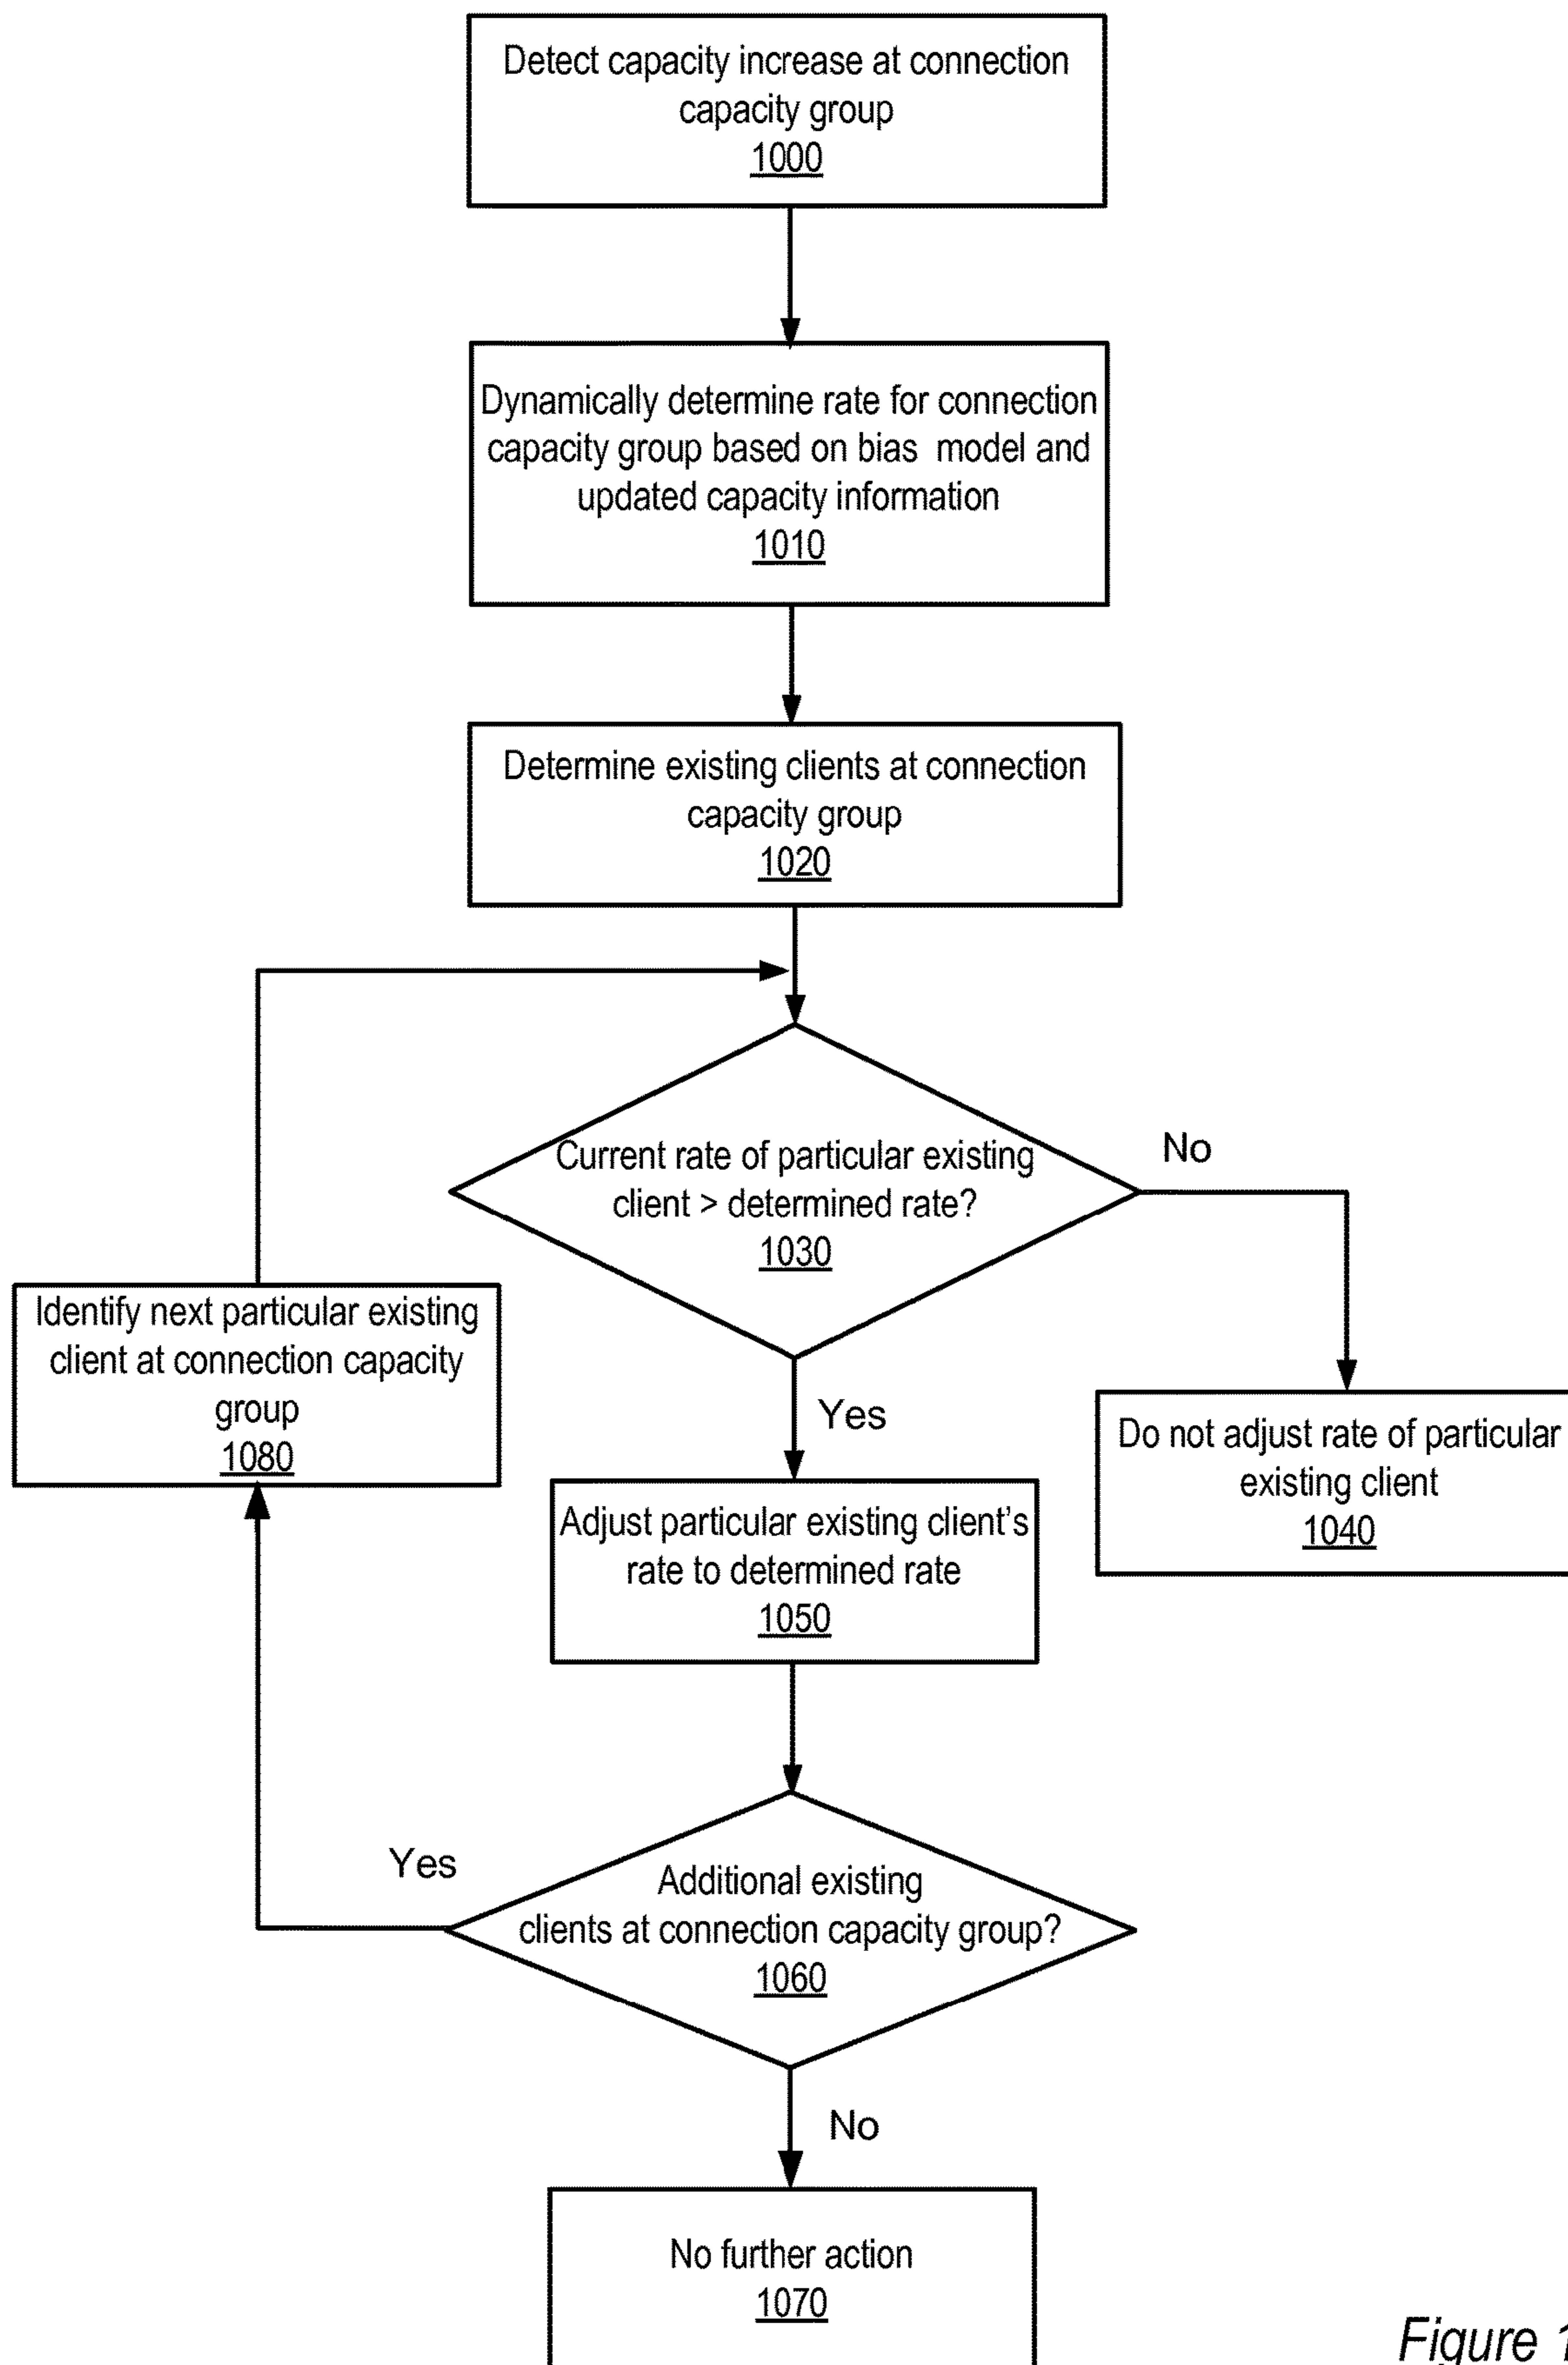 Detect capacity increase at connection
capacity group
1000
Dynamically determine rate for connection
capacity group based on bias model and
updated capacity information
1010
Determine existing clients at connection
capacity group
1020
Current rate of particular existing
client > determined rate?
1030
No
Identify next particular existing
client at connection capacity
group
1080
Yes
Do not adjust rate of particular
existing client
1040
Adjust particular existing client's
rate to determined rate
1050
Yes
Additional existing
clients at connection capacity group?
1060
No
No further action
1070
Figure 1